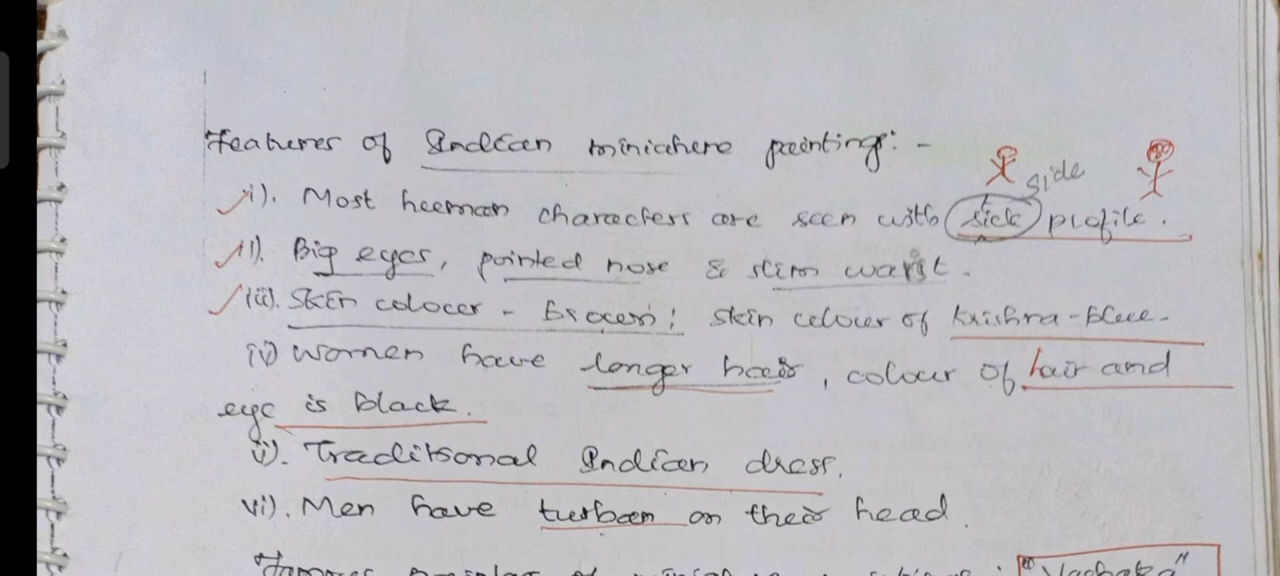 Features of Indian miniature painting: -
i). Most human characters are seen with side profile.
side
ii). Big eyes, pointed nose & slim waist.
iii). Skin colour - brown; skin colour of Krishna - blue -
iv) Women have longer hair, colour of hair and
eye is black.
v). Traditional Indian dress.
vi). Men have turban on their head.
"Vachaka"